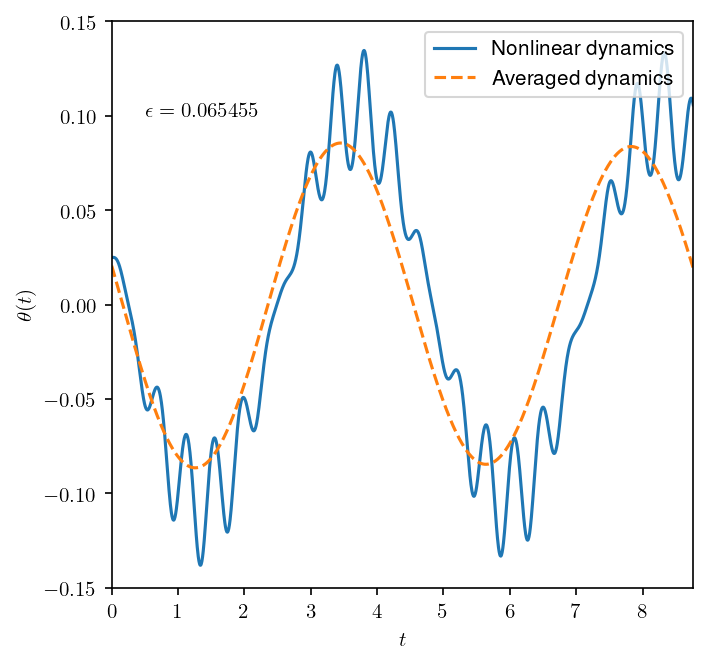 0.15
0.10
0.05
0.00
−0.05
−0.10
−0.15
θ(t)
ϵ = 0.065455
Nonlinear dynamics
Averaged dynamics
0 1 2 3 4 5 6 7 8
t